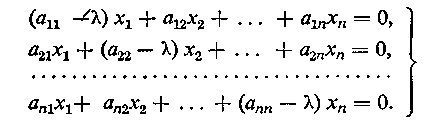 (a₁₁ − λ) x₁ + a₁₂x₂ + ... + a₁ₙxₙ = 0,
a₂₁x₁ + (a₂₂ − λ) x₂ + ... + a₂ₙxₙ = 0,
. . . . . . . . . . . . . . . . . . . . . . . . . . . . . . . . . .
aₙ₁x₁ + aₙ₂x₂ + ... + (aₙₙ − λ) xₙ = 0.